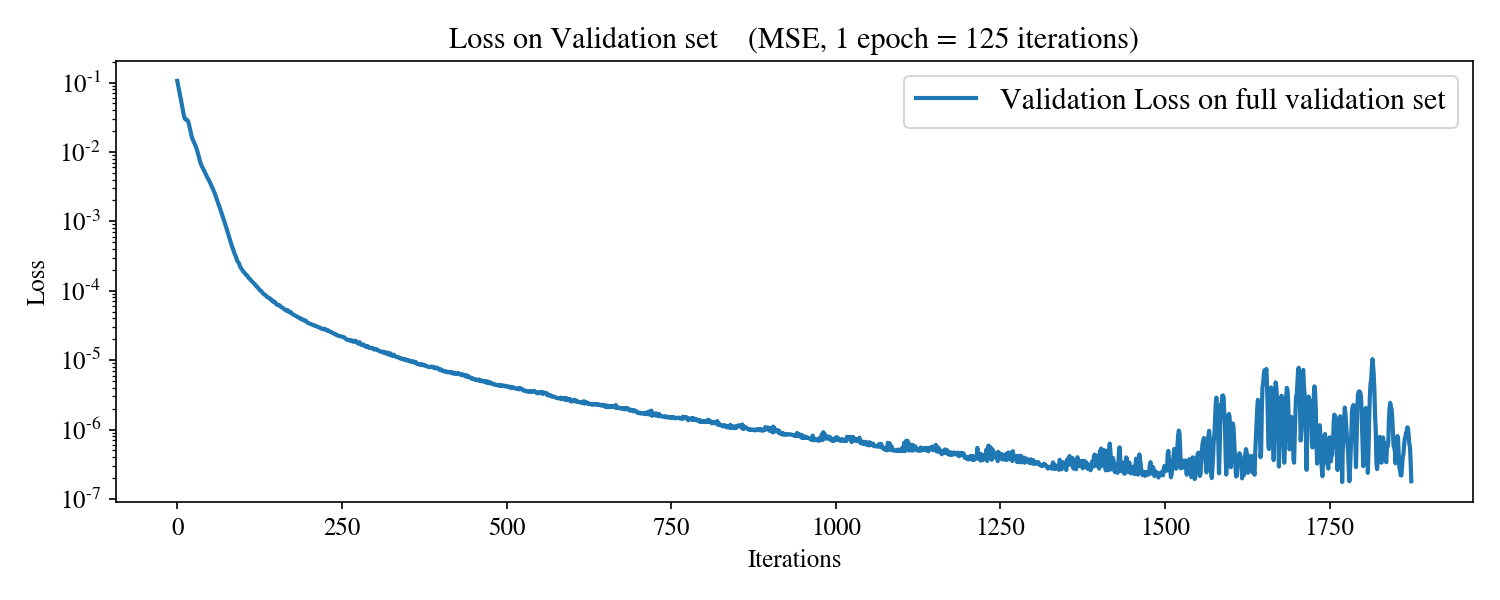 Loss on Validation set (MSE, 1 epoch = 125 iterations)
Validation Loss on full validation set
Loss
10^-1
10^-2
10^-3
10^-4
10^-5
10^-6
10^-7
0 250 500 750 1000 1250 1500 1750
Iterations